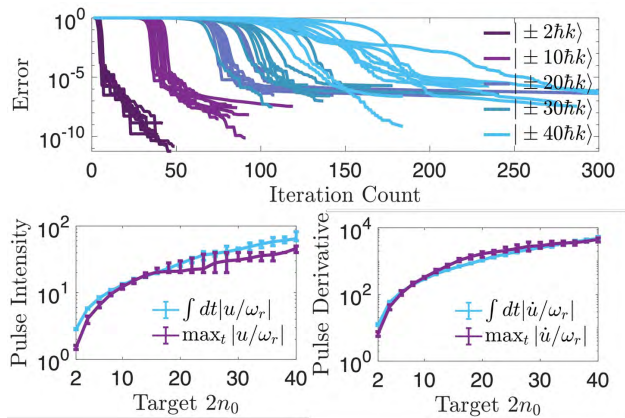 10^0
10^-5
10^-10
Error
| ± 2ħk⟩
| ± 10ħk⟩
| ± 20ħk⟩
| ± 30ħk⟩
| ± 40ħk⟩
0 50 100 150 200 250 300
Iteration Count
10^2
10^1
10^0
Pulse Intensity
∫ dt|u/ω_r|
max_t |u/ω_r|
2 10 20 30 40
Target 2n_0
10^4
10^2
10^0
Pulse Derivative
∫ dt|u̇/ω_r|
max_t |u̇/ω_r|
2 10 20 30 40
Target 2n_0